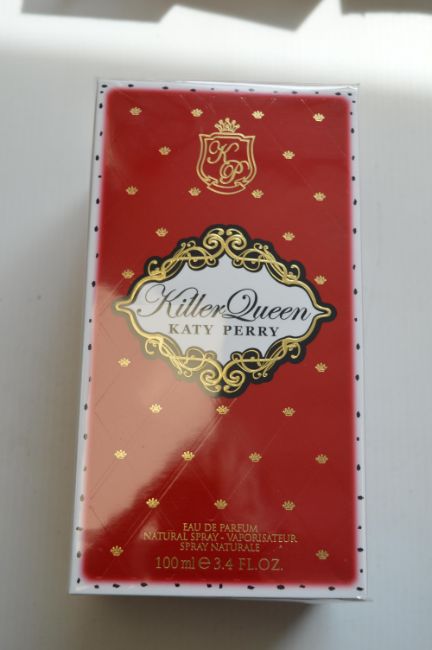 KP
Killer Queen
KATY PERRY
EAU DE PARFUM
NATURAL SPRAY - VAPORISATEUR
SPRAY NATURALE
100 ml ℮ 3.4 FL.OZ.